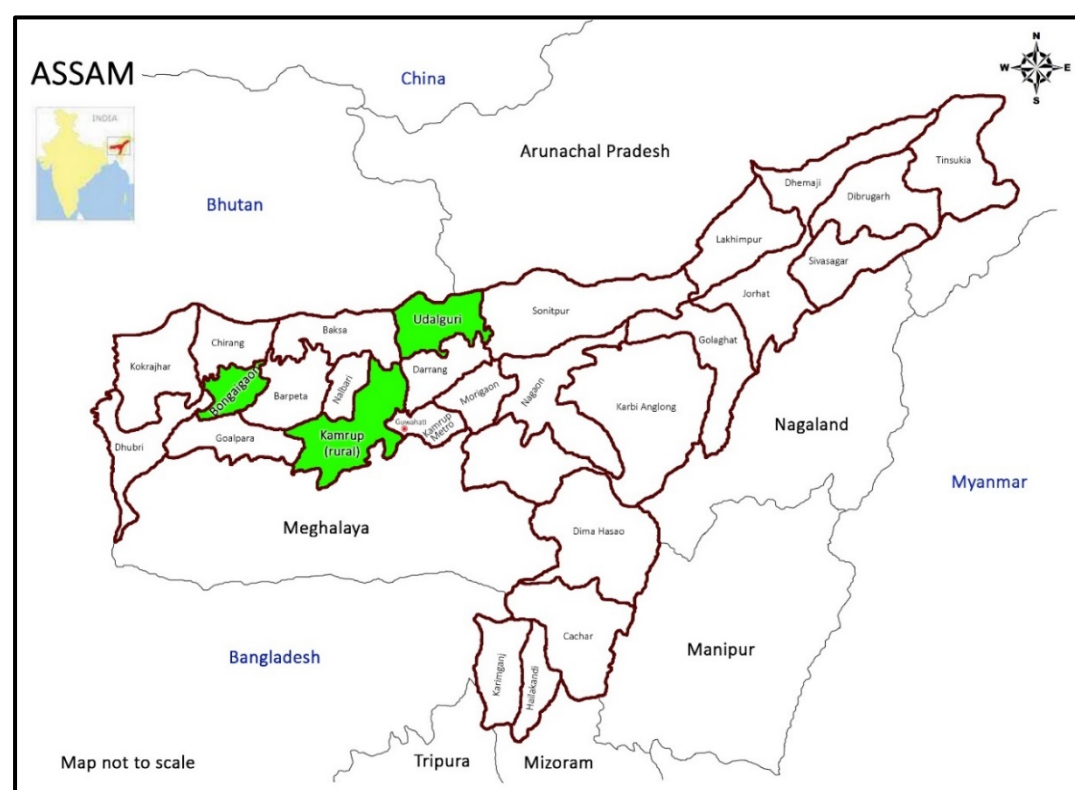 ASSAM
INDIA
China
N
W E
S
Arunachal Pradesh
Bhutan
Tinsukia
Dhemaji
Dibrugarh
Lakhimpur
Sivasagar
Jorhat
Udalguri
Sonitpur
Baksa
Chirang
Golaghat
Kokrajhar
Darrang
Bongaigaon
Barpeta
Nalbari
Morigaon
Nagaon
Karbi Anglong
Guwahati
Kamrup
Metro
Nagaland
Dhubri
Goalpara
Kamrup
(rural)
Myanmar
Meghalaya
Dima Hasao
Cachar
Manipur
Bangladesh
Karimganj
Hailakandi
Map not to scale
Tripura
Mizoram